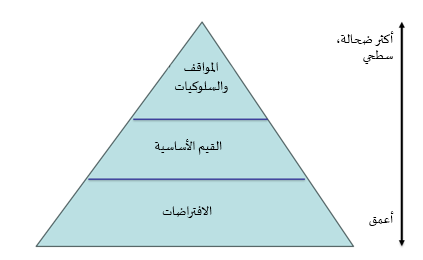 المواقف
والسلوكيات
القيم الأساسية
الافتراضات
أكثر ضحالة،
سطحي
أعمق